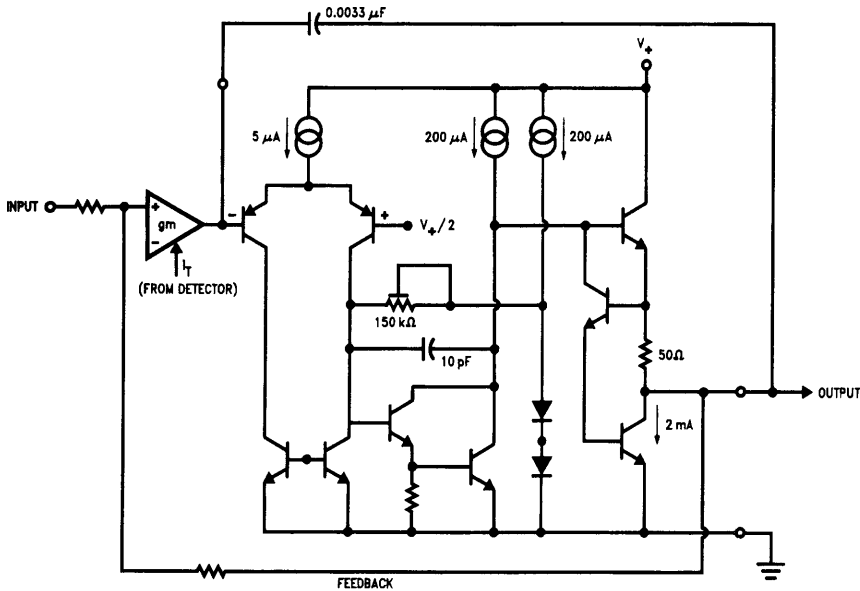 0.0033 µF
V+
5 µA
200 µA
200 µA
INPUT
+
gm
−
−
+
V+/2
IT
(FROM DETECTOR)
150 kΩ
10 pF
50Ω
OUTPUT
2 mA
FEEDBACK